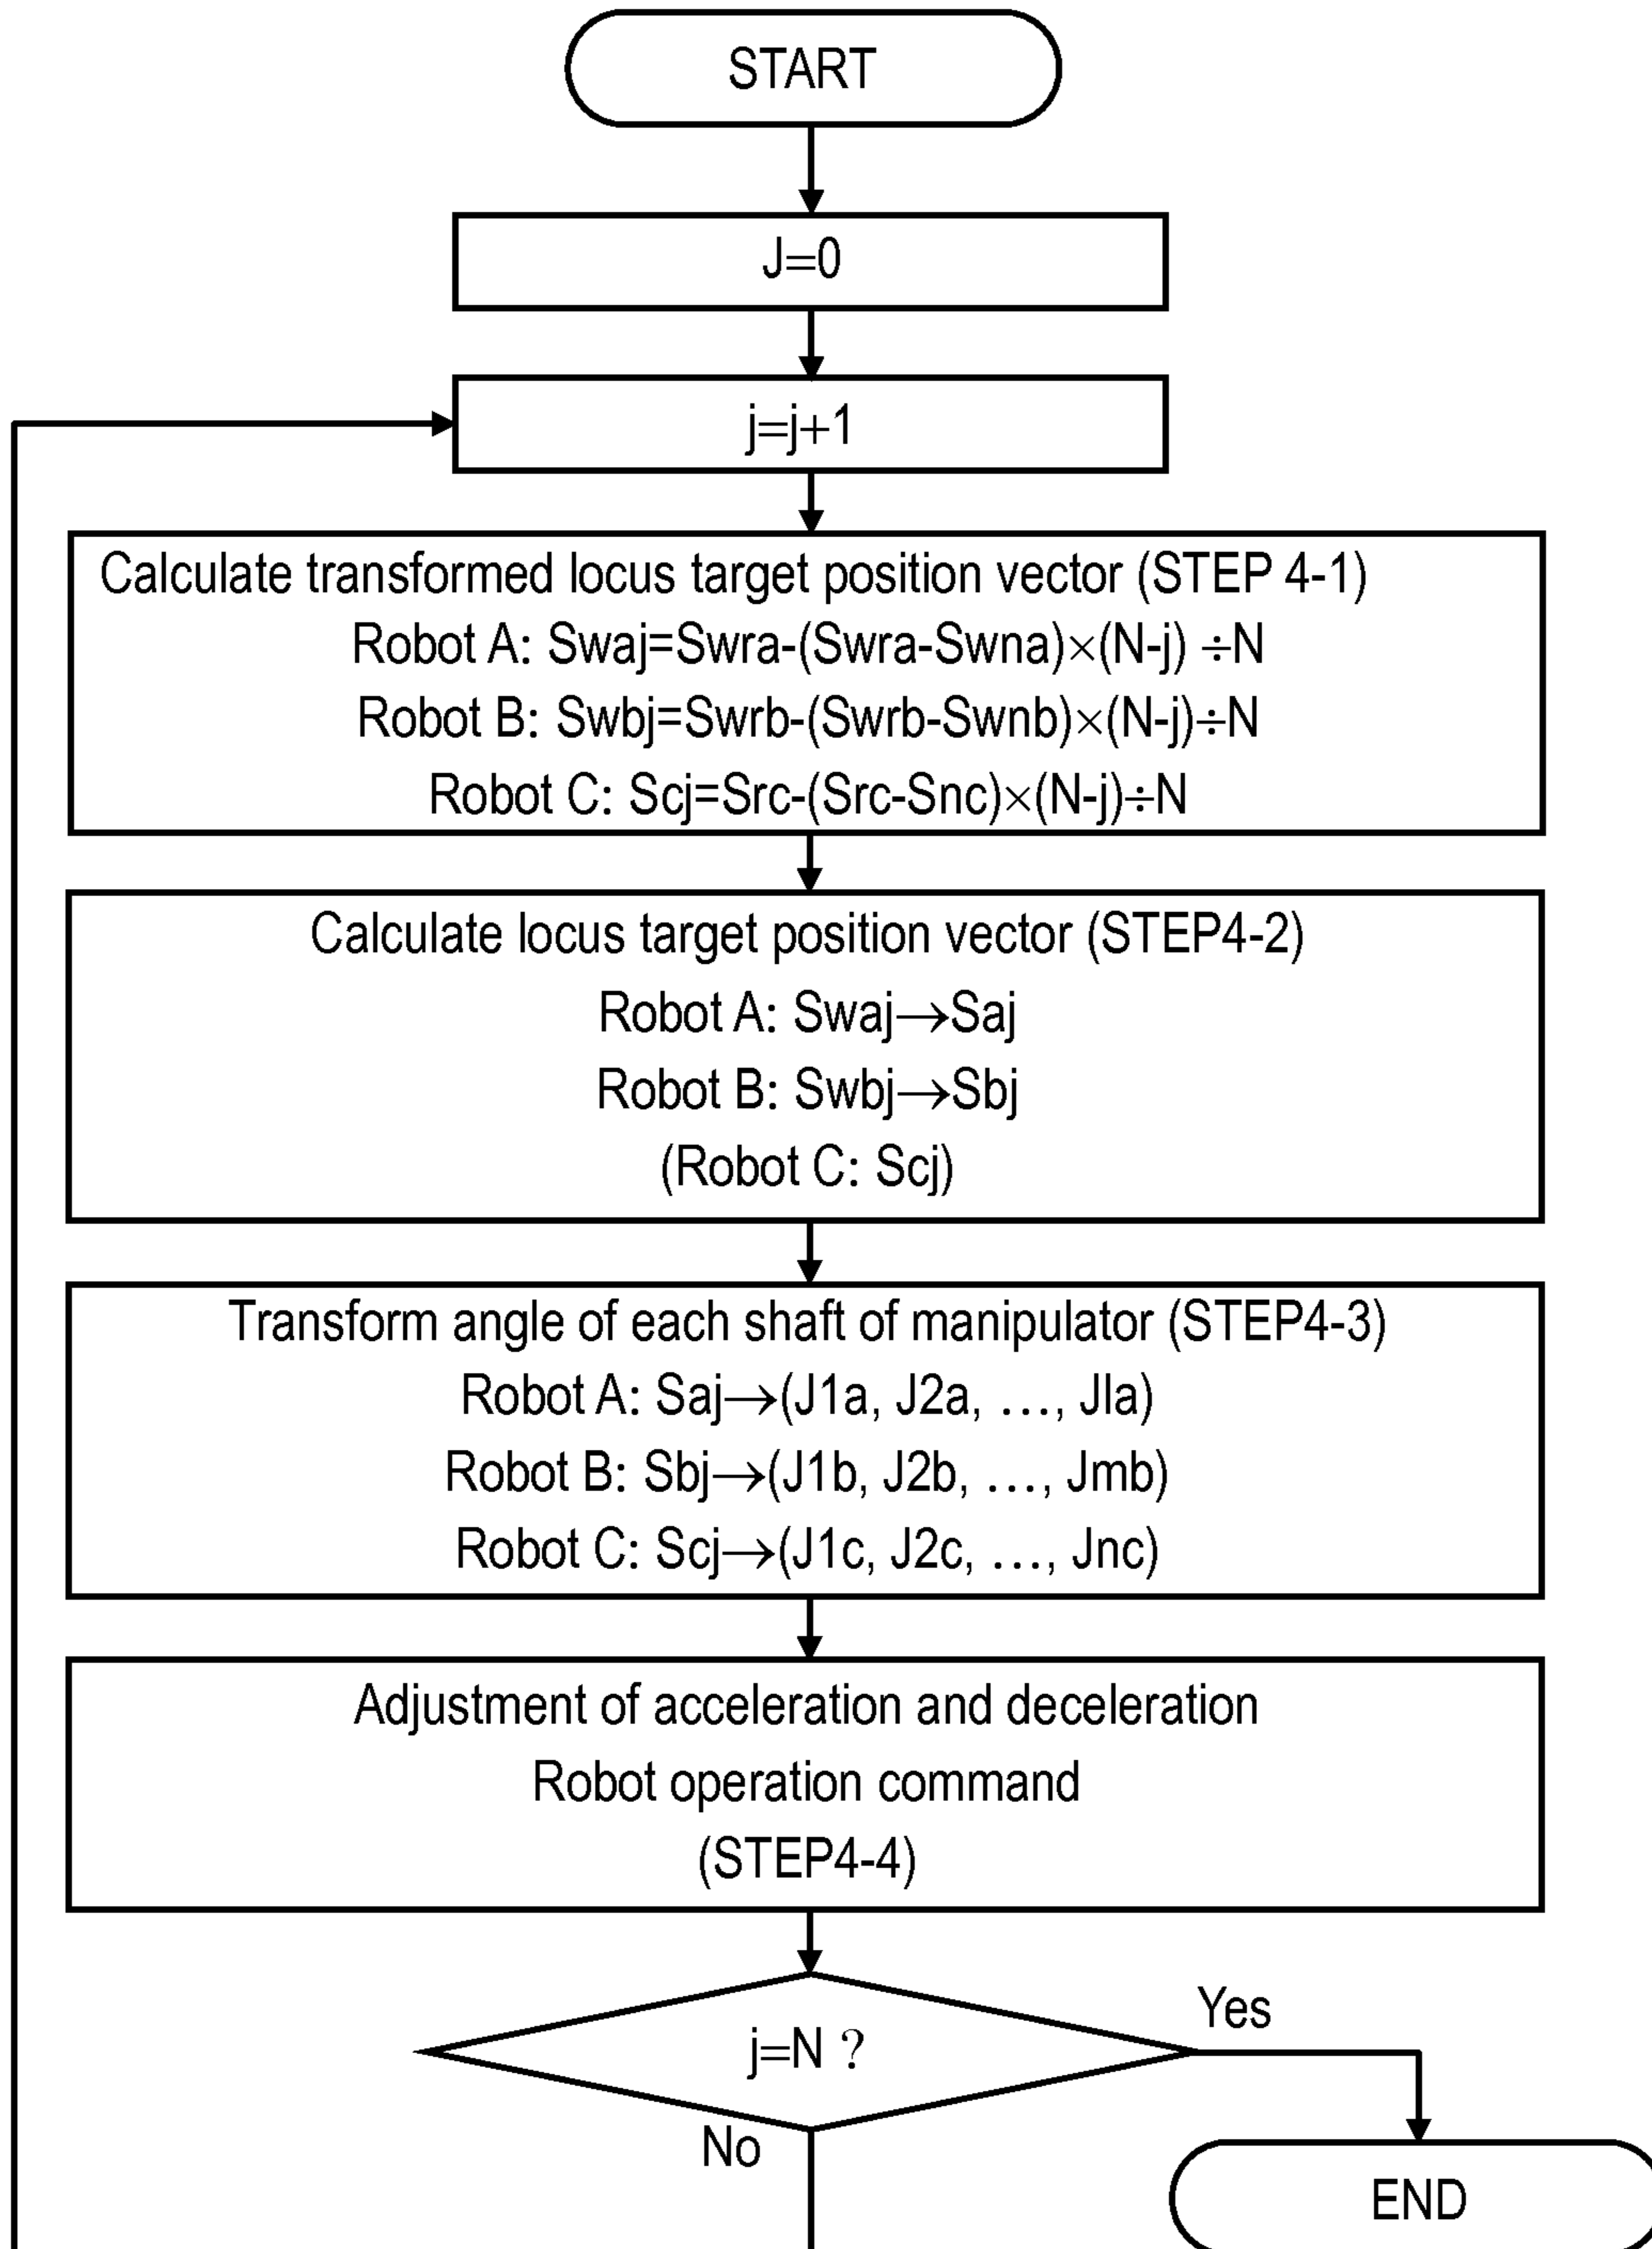 START
J=0
j=j+1
Calculate transformed locus target position vector (STEP 4-1)
Robot A: Swaj=Swra-(Swra-Swna)×(N-j) ÷N
Robot B: Swbj=Swrb-(Swrb-Swnb)×(N-j)÷N
Robot C: Scj=Src-(Src-Snc)×(N-j)÷N
Calculate locus target position vector (STEP4-2)
Robot A: Swaj→Saj
Robot B: Swbj→Sbj
(Robot C: Scj)
Transform angle of each shaft of manipulator (STEP4-3)
Robot A: Saj→(J1a, J2a, …, Jla)
Robot B: Sbj→(J1b, J2b, …, Jmb)
Robot C: Scj→(J1c, J2c, …, Jnc)
Adjustment of acceleration and deceleration
Robot operation command
(STEP4-4)
j=N ?
Yes
No
END